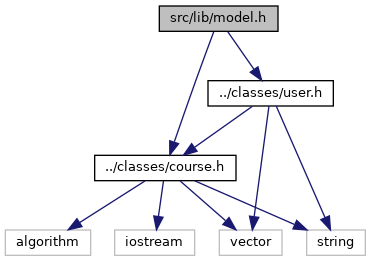 src/lib/model.h
../classes/user.h
../classes/course.h
algorithm
iostream
vector
string